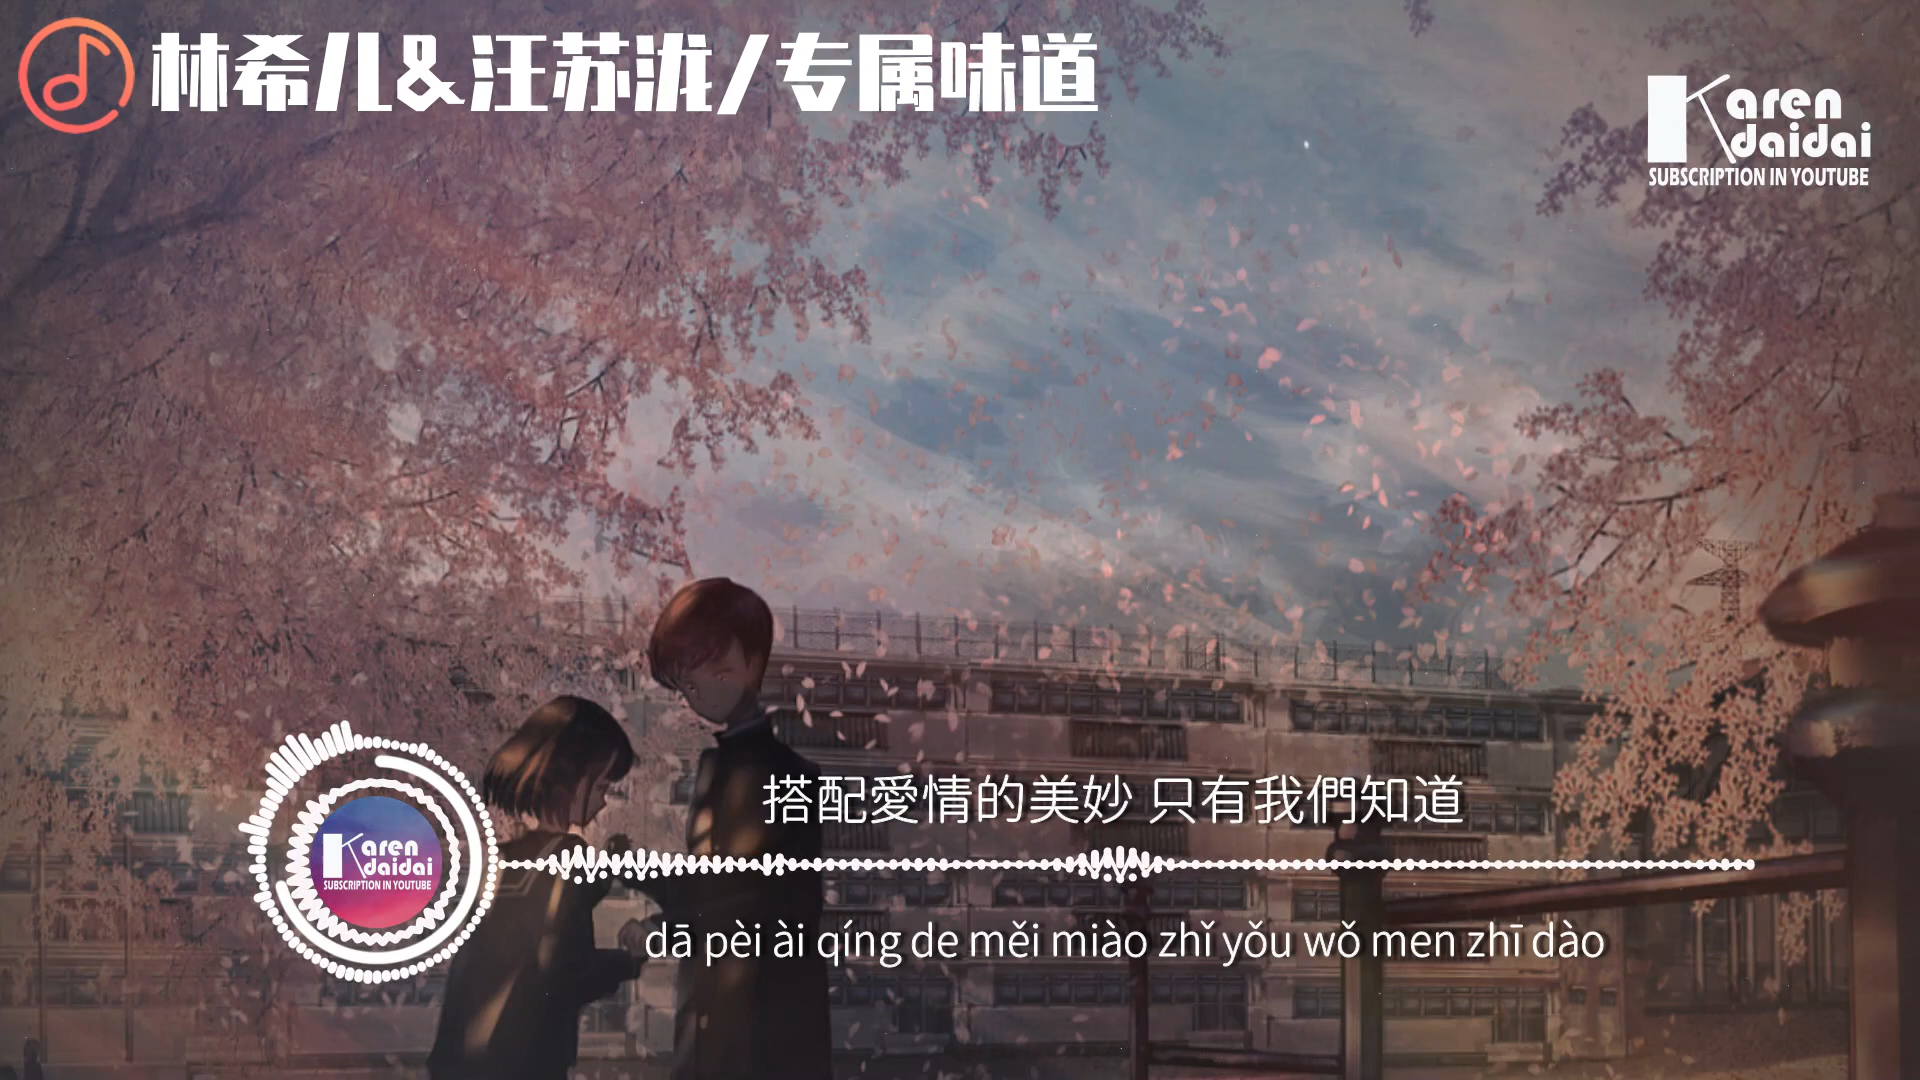 林希儿&汪苏泷/专属味道
Karen
daidai
SUBSCRIPTION IN YOUTUBE
搭配愛情的美妙 只有我們知道
Karen
daidai
SUBSCRIPTION IN YOUTUBE
dā pèi ài qíng de měi miào zhǐ yǒu wǒ men zhī dào